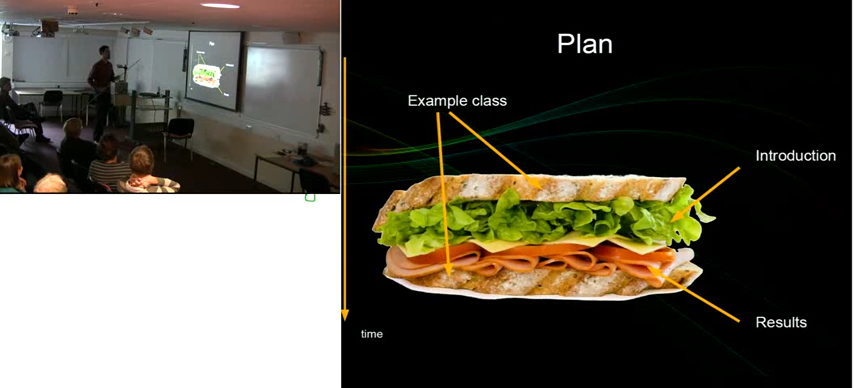 Plan
Example class
Introduction
Results
time